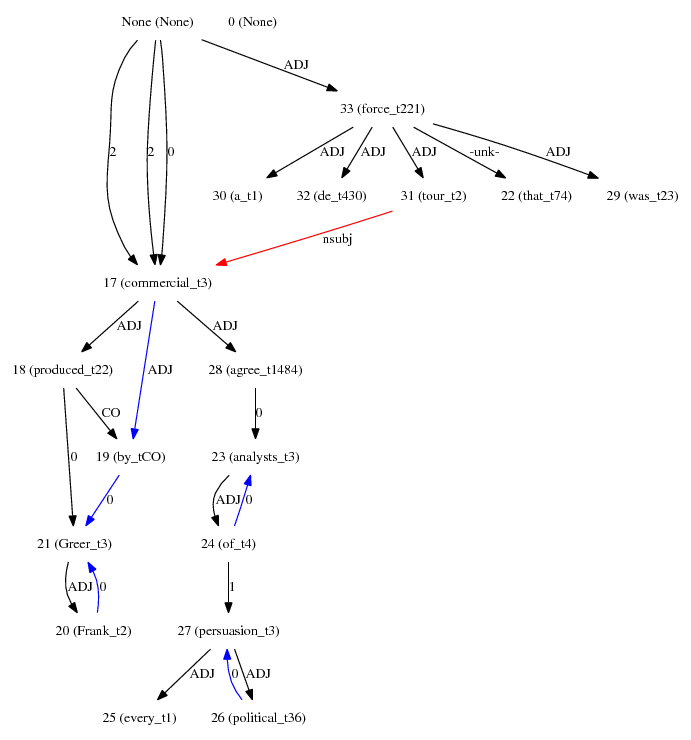 None (None) 0 (None)
ADJ
33 (force_t221)
2 2 0 ADJ ADJ ADJ -unk- ADJ
30 (a_t1) 32 (de_t430) 31 (tour_t2) 22 (that_t74) 29 (was_t23)
nsubj
17 (commercial_t3)
ADJ ADJ
18 (produced_t22) ADJ 28 (agree_t1484)
CO 0
0 19 (by_tCO) 23 (analysts_t3)
0 ADJ 0
21 (Greer_t3) 24 (of_t4)
ADJ 0 1
20 (Frank_t2) 27 (persuasion_t3)
ADJ 0 ADJ
25 (every_t1) 26 (political_t36)